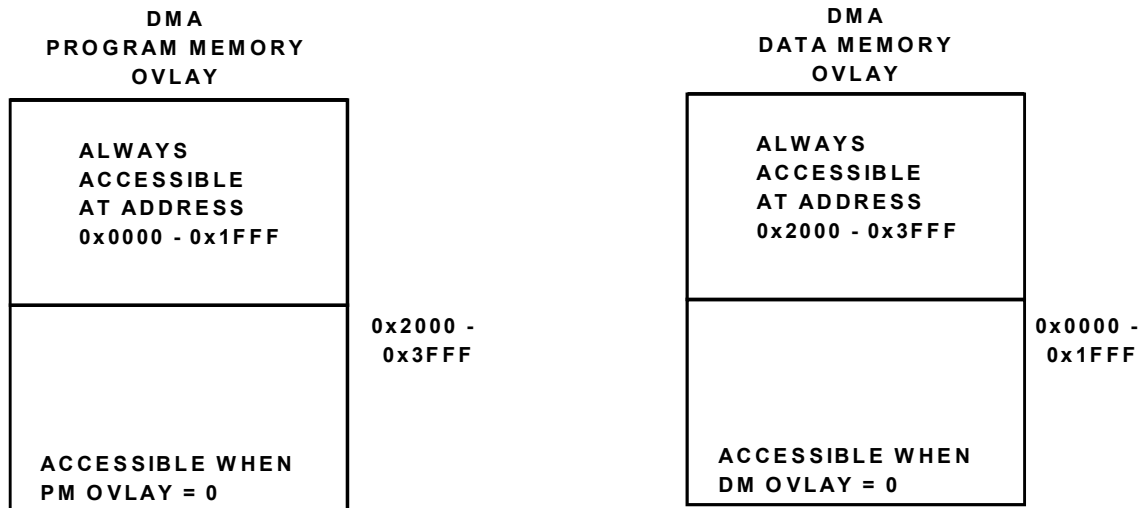 DMA
PROGRAM MEMORY
OVLAY
ALWAYS
ACCESSIBLE
AT ADDRESS
0x0000 - 0x1FFF
0x2000 -
0x3FFF
ACCESSIBLE WHEN
PM OVLAY = 0
DMA
DATA MEMORY
OVLAY
ALWAYS
ACCESSIBLE
AT ADDRESS
0x2000 - 0x3FFF
0x0000 -
0x1FFF
ACCESSIBLE WHEN
DM OVLAY = 0